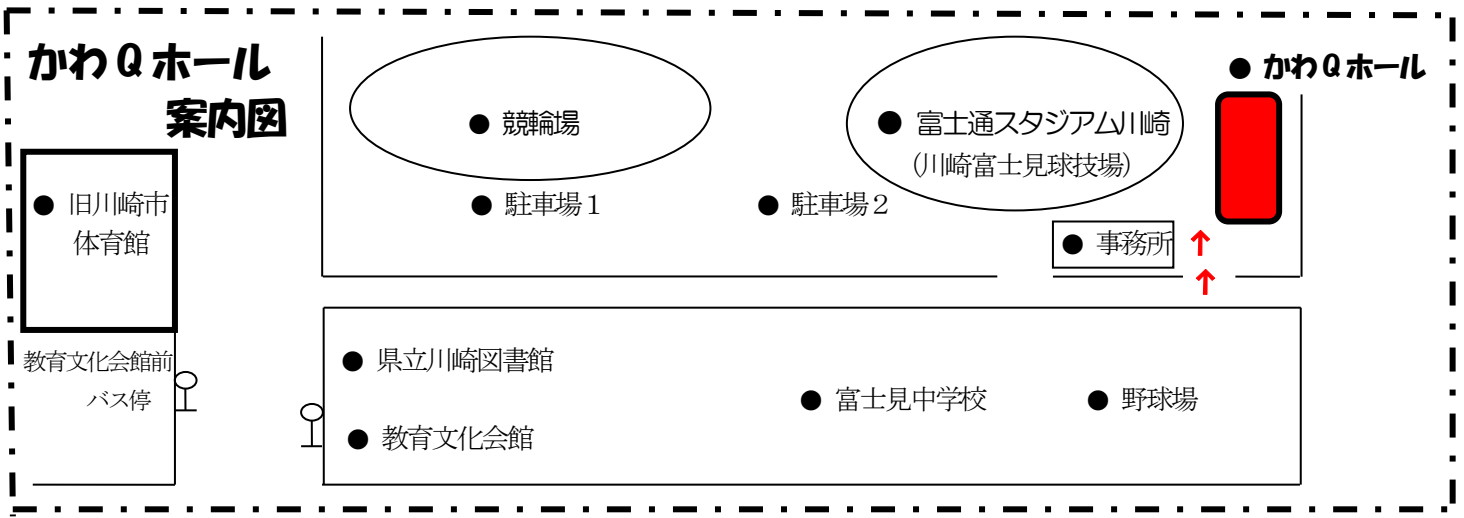 かわQホール
案内図
● 競輪場
● 富士通スタジアム川崎
(川崎富士見球技場)
● かわQホール
● 旧川崎市
体育館
● 駐車場1
● 駐車場2
● 事務所
↑
↑
教育文化会館前
バス停
● 県立川崎図書館
● 教育文化会館
● 富士見中学校
● 野球場